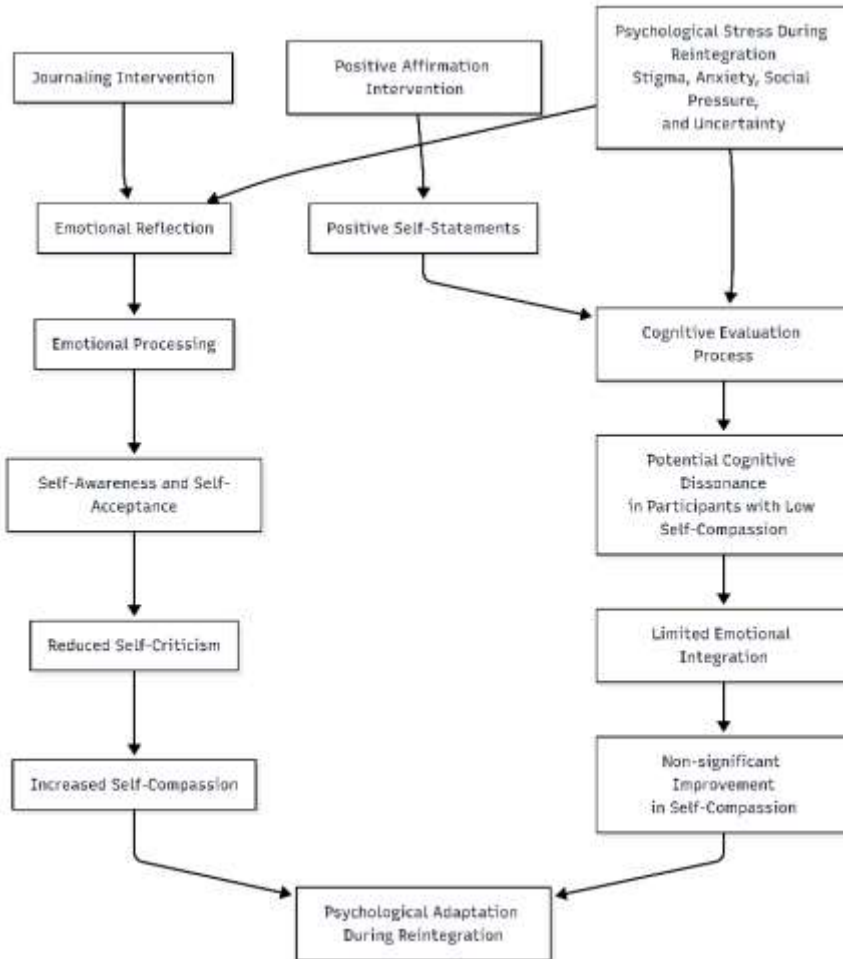 Journaling Intervention
Positive Affirmation
Intervention
Psychological Stress During
Reintegration
Stigma, Anxiety, Social
Pressure,
and Uncertainty
Emotional Reflection
Positive Self-Statements
Emotional Processing
Cognitive Evaluation
Process
Self-Awareness and Self-
Acceptance
Potential Cognitive
Dissonance
in Participants with Low
Self-Compassion
Reduced Self-Criticism
Limited Emotional
Integration
Increased Self-Compassion
Non-significant
Improvement
in Self-Compassion
Psychological Adaptation
During Reintegration